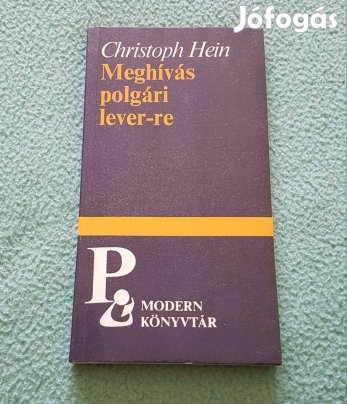 Jófogás
Christoph Hein
Meghívás
polgári
lever-re
MODERN
KÖNYVTÁR